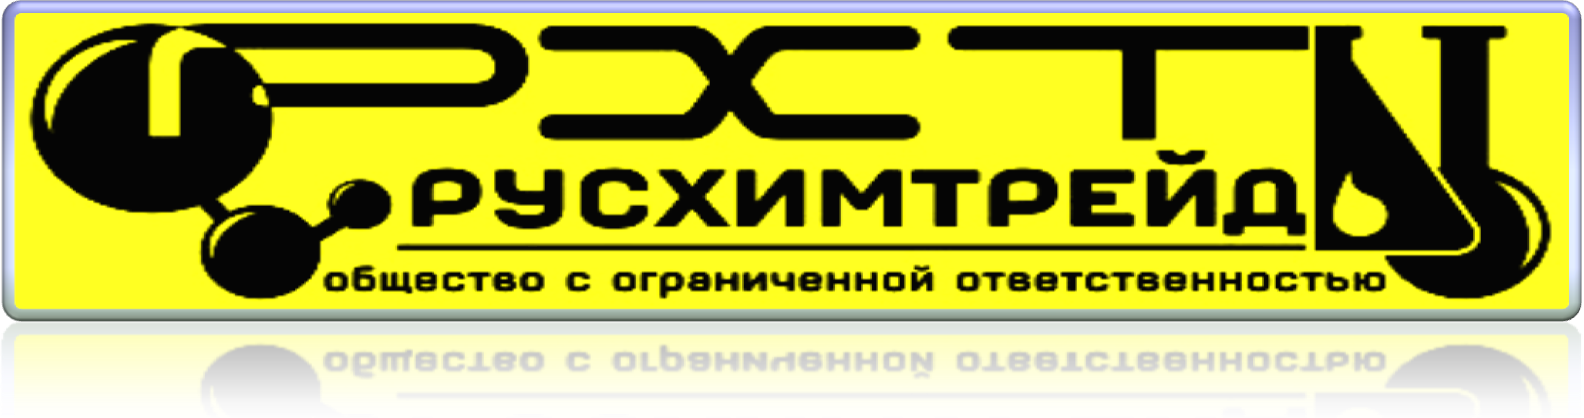 РХТ
РУСХИМТРЕЙД
общество с ограниченной ответственностью